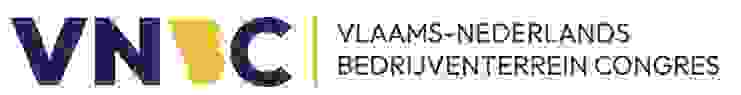 VNBC
VLAAMS-NEDERLANDS
BEDRIJVENTERREIN CONGRES